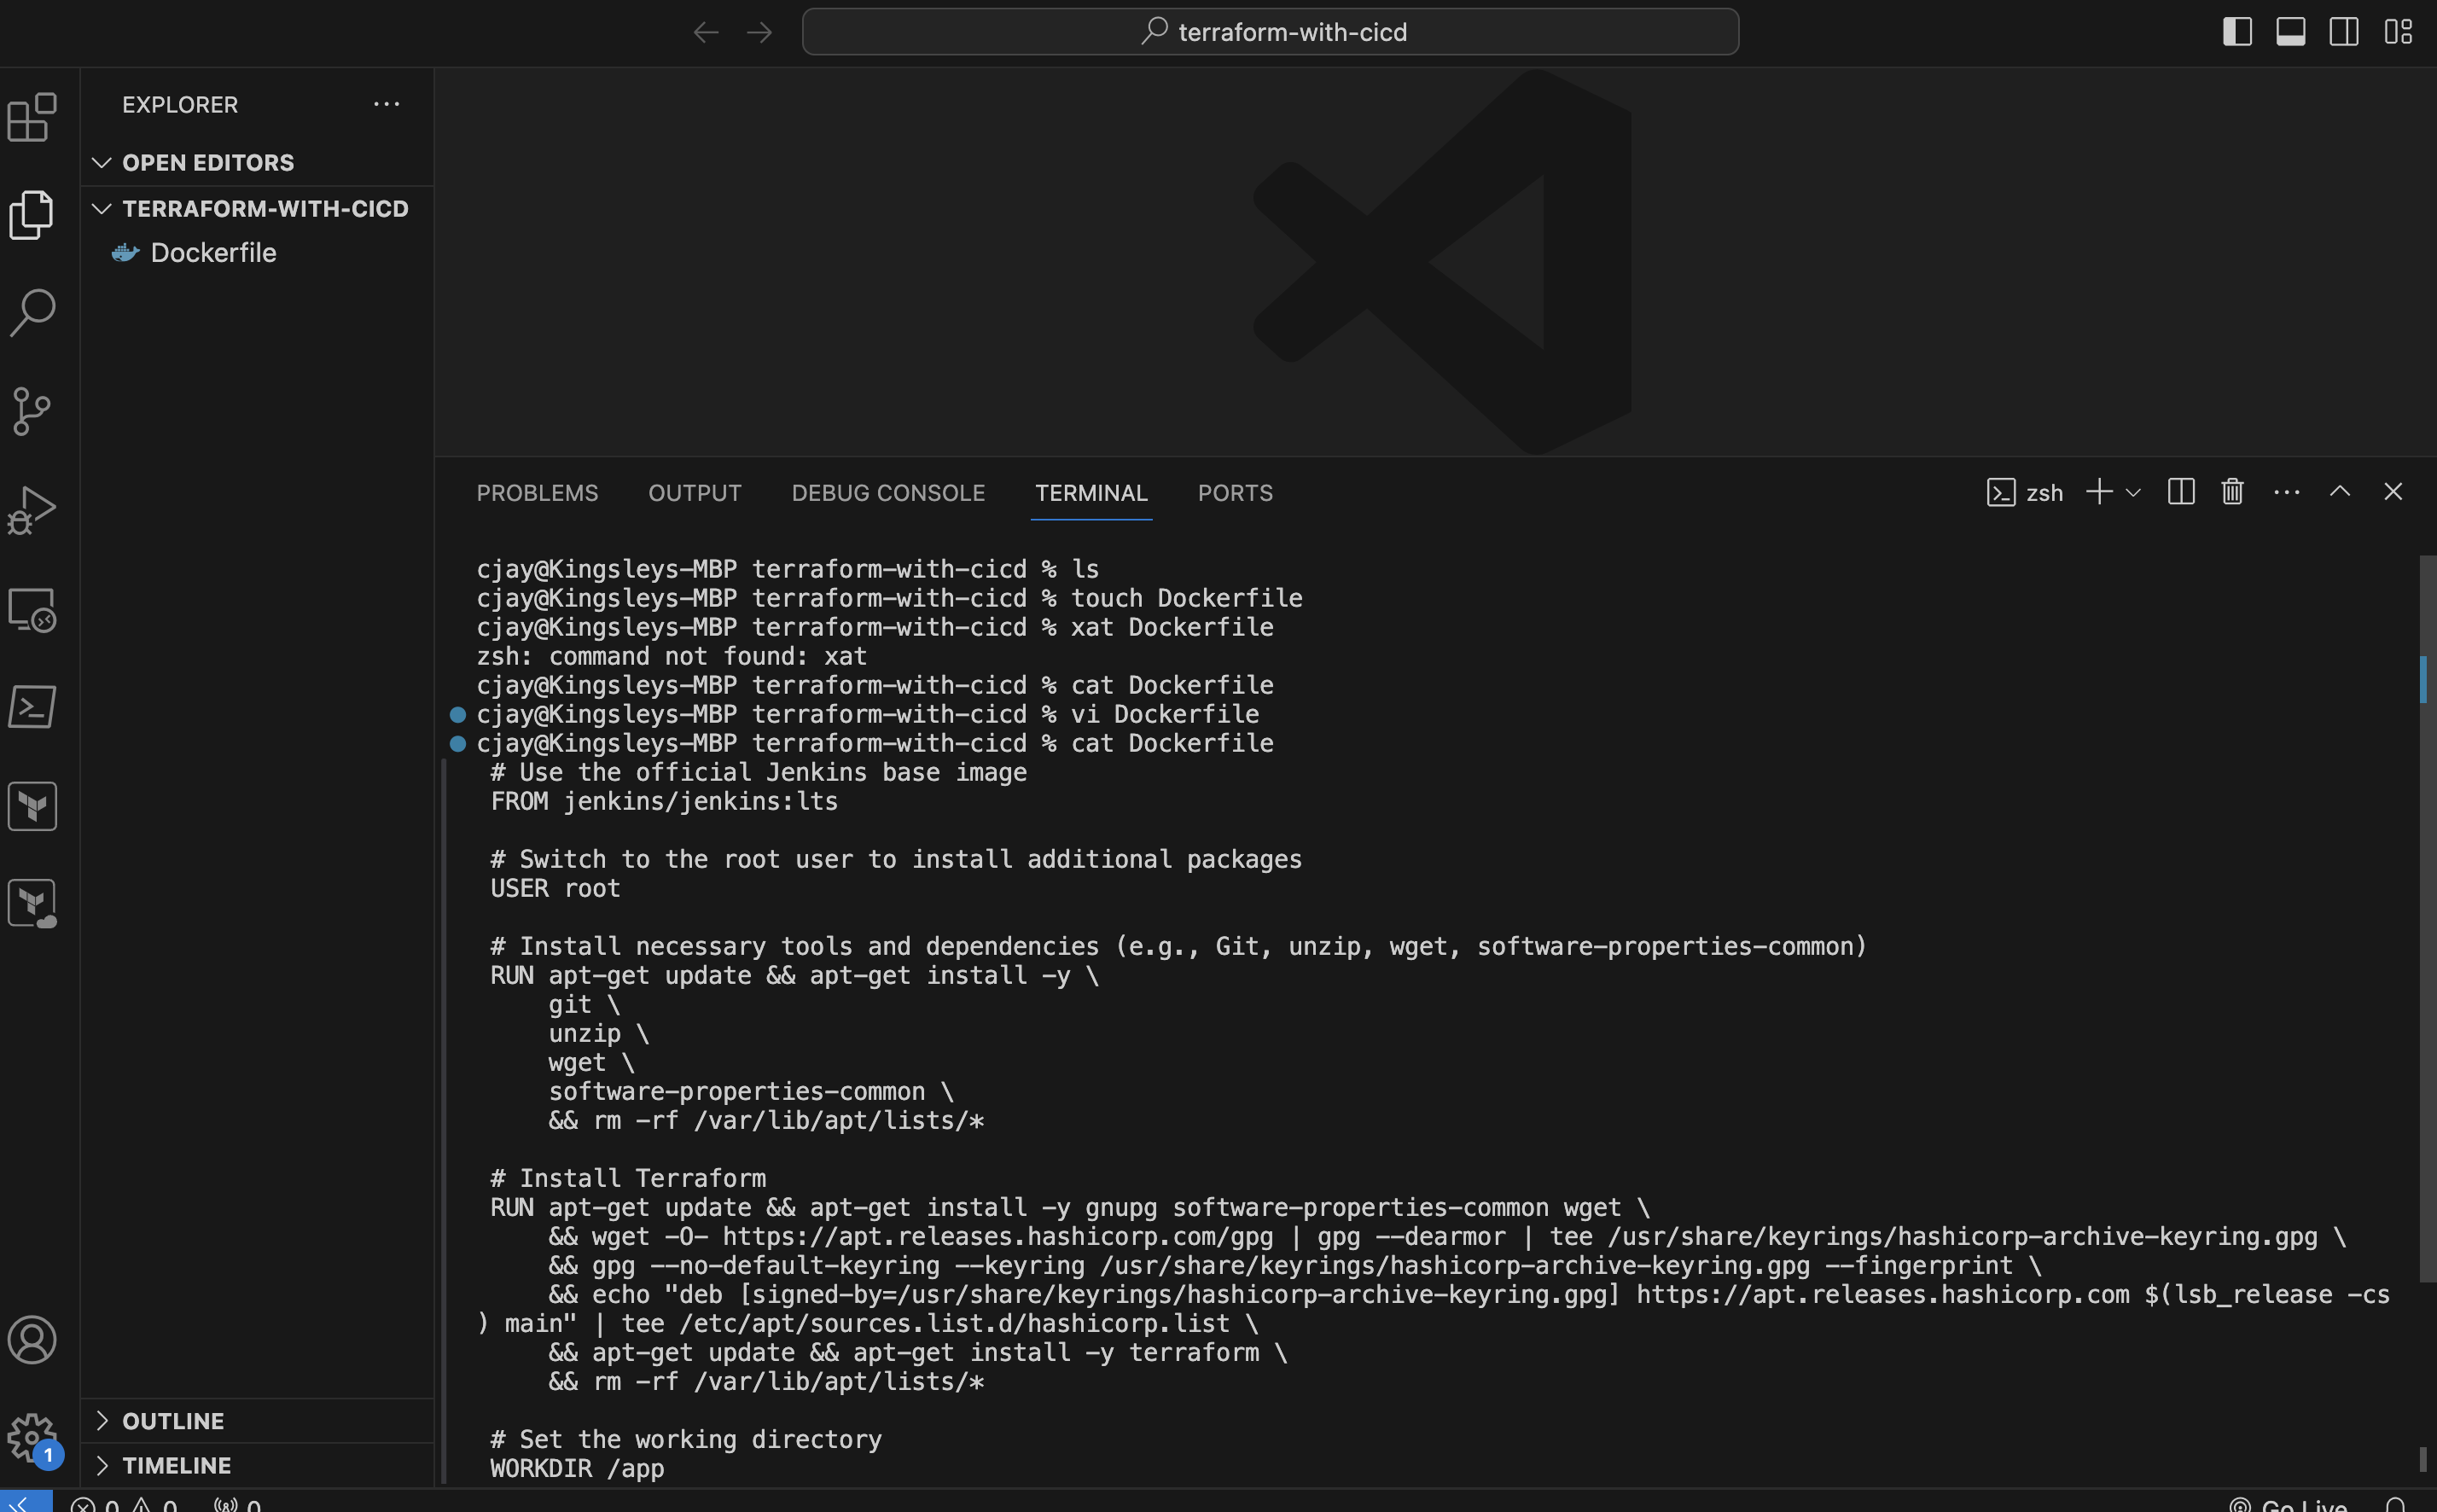 terraform-with-cicd
EXPLORER
OPEN EDITORS
TERRAFORM-WITH-CICD
Dockerfile
PROBLEMS OUTPUT DEBUG CONSOLE TERMINAL PORTS zsh
cjay@Kingsleys-MBP terraform-with-cicd % ls
cjay@Kingsleys-MBP terraform-with-cicd % touch Dockerfile
cjay@Kingsleys-MBP terraform-with-cicd % xat Dockerfile
zsh: command not found: xat
cjay@Kingsleys-MBP terraform-with-cicd % cat Dockerfile
cjay@Kingsleys-MBP terraform-with-cicd % vi Dockerfile
cjay@Kingsleys-MBP terraform-with-cicd % cat Dockerfile
# Use the official Jenkins base image
FROM jenkins/jenkins:lts
# Switch to the root user to install additional packages
USER root
# Install necessary tools and dependencies (e.g., Git, unzip, wget, software-properties-common)
RUN apt-get update && apt-get install -y \
git \
unzip \
wget \
software-properties-common \
&& rm -rf /var/lib/apt/lists/*
# Install Terraform
RUN apt-get update && apt-get install -y gnupg software-properties-common wget \
&& wget -O- https://apt.releases.hashicorp.com/gpg | gpg --dearmor | tee /usr/share/keyrings/hashicorp-archive-keyring.gpg \
&& gpg --no-default-keyring --keyring /usr/share/keyrings/hashicorp-archive-keyring.gpg --fingerprint \
&& echo "deb [signed-by=/usr/share/keyrings/hashicorp-archive-keyring.gpg] https://apt.releases.hashicorp.com $(lsb_release -cs
) main" | tee /etc/apt/sources.list.d/hashicorp.list \
&& apt-get update && apt-get install -y terraform \
&& rm -rf /var/lib/apt/lists/*
# Set the working directory
WORKDIR /app
OUTLINE
TIMELINE
1
0 0 0
Go Live